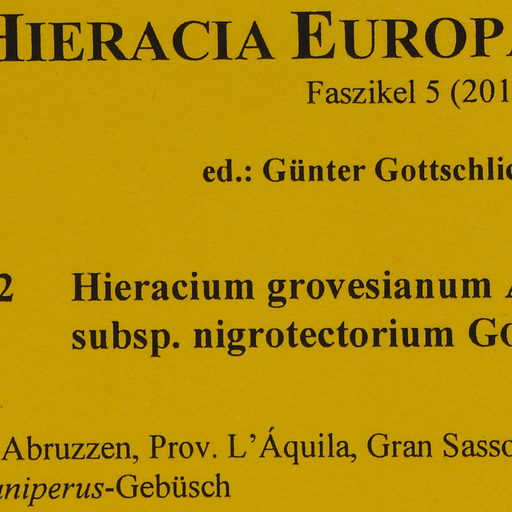 HIERACIA EUROPA
Faszikel 5 (201
ed.: Günter Gottschlic
2 Hieracium grovesianum A
subsp. nigrotectorium Go
Abruzzen, Prov. L'Áquila, Gran Sasso
uniperus-Gebüsch